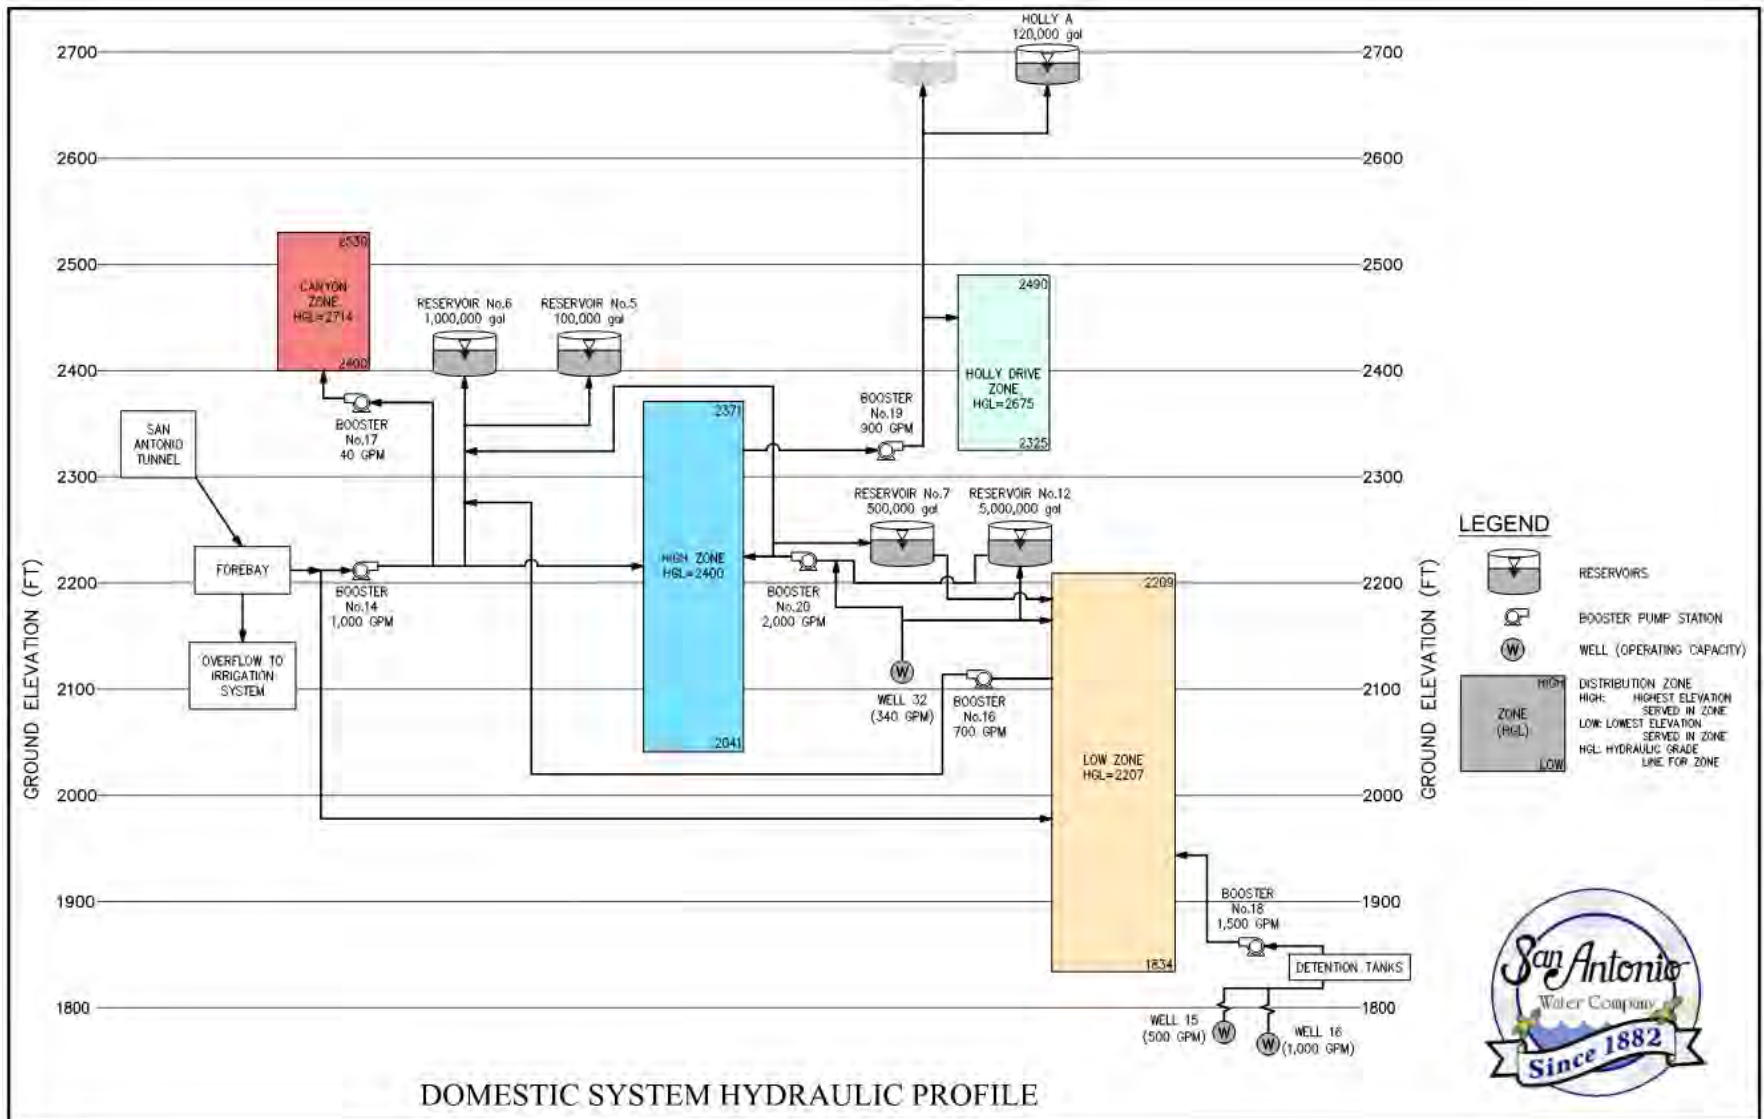 HOLLY A
120,000 gal
2700
2700
2600
2600
2530
CANYON
ZONE
HGL=2714
2400
2500
2500
2490
HOLLY DRIVE
ZONE
HGL=2675
2325
RESERVOIR No.6
1,000,000 gal
RESERVOIR No.5
100,000 gal
2400
2400
BOOSTER
No.17
40 GPM
2371
HIGH ZONE
HGL=2400
2041
BOOSTER
No.19
900 GPM
SAN
ANTONIO
TUNNEL
2300
2300
RESERVOIR No.7
500,000 gal
RESERVOIR No.12
5,000,000 gal
FOREBAY
BOOSTER
No.14
1,000 GPM
BOOSTER
No.20
2,000 GPM
2200
2200
2209
LOW ZONE
HGL=2207
1834
OVERFLOW TO
IRRIGATION
SYSTEM
W
WELL 32
(340 GPM)
BOOSTER
No.16
700 GPM
2100
2100
2000
2000
1900
1900
BOOSTER
No.18
1,500 GPM
DETENTION TANKS
1800
1800
WELL 15
(500 GPM)
W
W
WELL 16
(1,000 GPM)
GROUND ELEVATION (FT)
GROUND ELEVATION (FT)
LEGEND
RESERVOIRS
BOOSTER PUMP STATION
W
WELL (OPERATING CAPACITY)
HIGH
ZONE
(HGL)
LOW
DISTRIBUTION ZONE
HIGH: HIGHEST ELEVATION
SERVED IN ZONE
LOW: LOWEST ELEVATION
SERVED IN ZONE
HGL: HYDRAULIC GRADE
LINE FOR ZONE
San Antonio
Water Company
Since 1882
DOMESTIC SYSTEM HYDRAULIC PROFILE